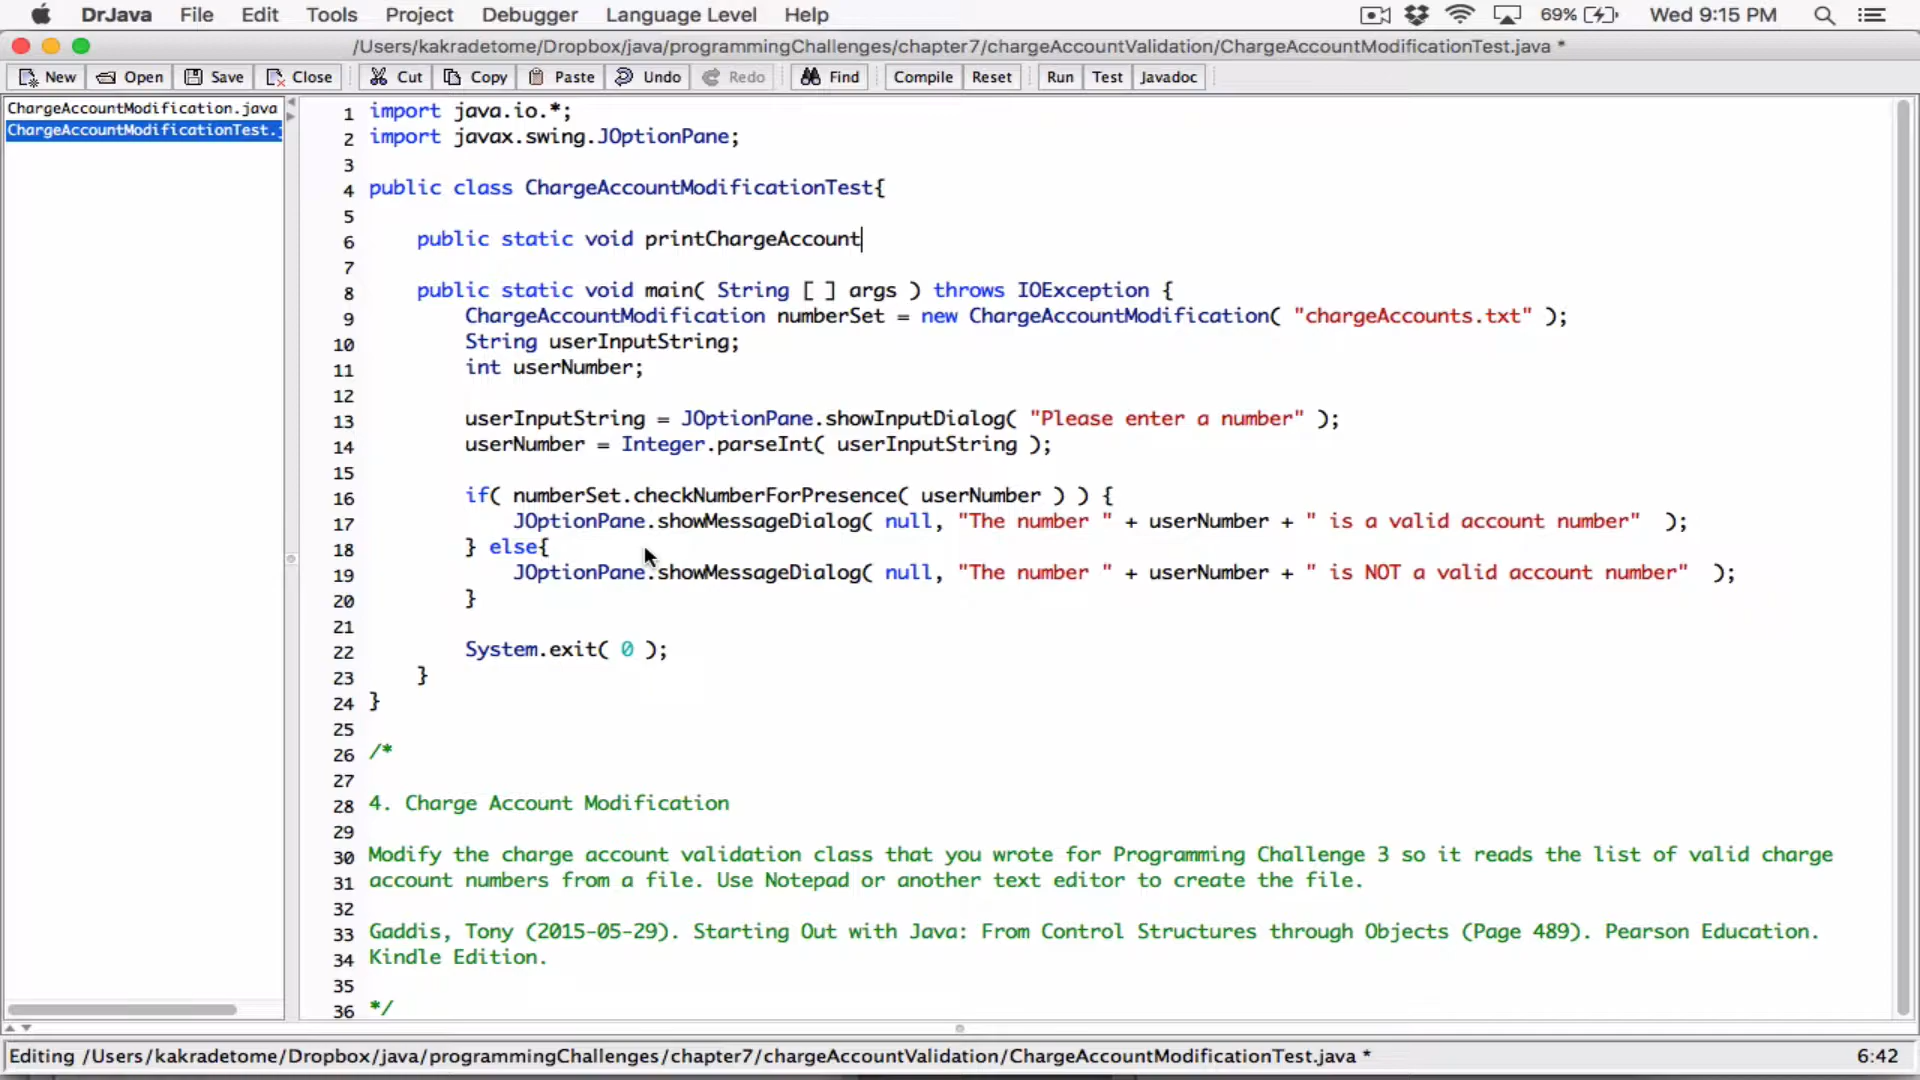 DrJava File Edit Tools Project Debugger Language Level Help 69% Wed 9:15 PM
/Users/kakradetome/Dropbox/java/programmingChallenges/chapter7/chargeAccountValidation/ChargeAccountModificationTest.java *
New Open Save Close Cut Copy Paste Undo Redo Find Compile Reset Run Test Javadoc
ChargeAccountModification.java
ChargeAccountModificationTest.j
1 import java.io.*;
2 import javax.swing.JOptionPane;
3
4 public class ChargeAccountModificationTest{
5
6 public static void printChargeAccount
7
8 public static void main( String [ ] args ) throws IOException {
9 ChargeAccountModification numberSet = new ChargeAccountModification( "chargeAccounts.txt" );
10 String userInputString;
11 int userNumber;
12
13 userInputString = JOptionPane.showInputDialog( "Please enter a number" );
14 userNumber = Integer.parseInt( userInputString );
15
16 if( numberSet.checkNumberForPresence( userNumber ) ) {
17 JOptionPane.showMessageDialog( null, "The number " + userNumber + " is a valid account number" );
18 } else{
19 JOptionPane.showMessageDialog( null, "The number " + userNumber + " is NOT a valid account number" );
20 }
21
22 System.exit( 0 );
23 }
24 }
25
26 /*
27
28 4. Charge Account Modification
29
30 Modify the charge account validation class that you wrote for Programming Challenge 3 so it reads the list of valid charge
31 account numbers from a file. Use Notepad or another text editor to create the file.
32
33 Gaddis, Tony (2015-05-29). Starting Out with Java: From Control Structures through Objects (Page 489). Pearson Education.
34 Kindle Edition.
35
36 */
Editing /Users/kakradetome/Dropbox/java/programmingChallenges/chapter7/chargeAccountValidation/ChargeAccountModificationTest.java * 6:42